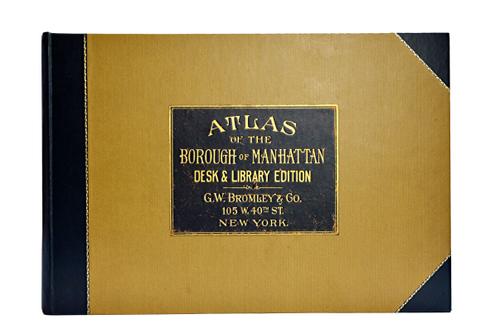 ATLAS
OF THE
BOROUGH OF MANHATTAN
DESK & LIBRARY EDITION
G.W. BROMLEY & CO.
105 W. 40TH ST.
NEW YORK.